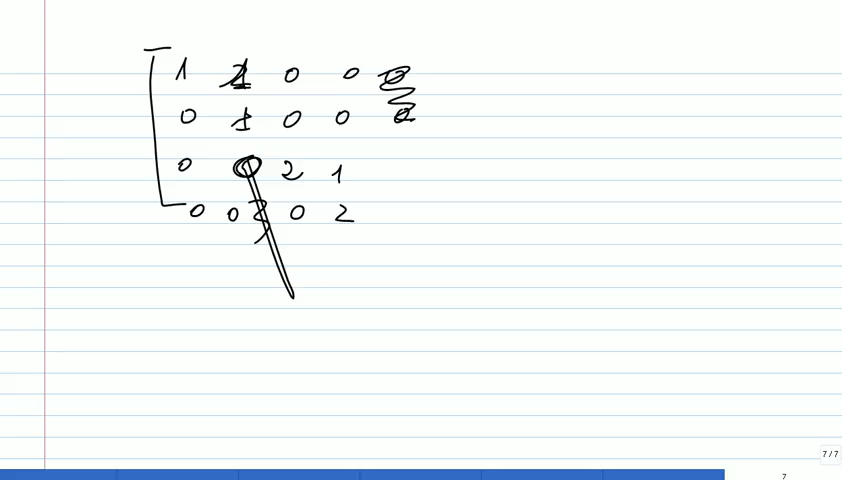 1 1 0 0
0 1 0 0
0 0 2 1
0 0 0 2
7/7
7